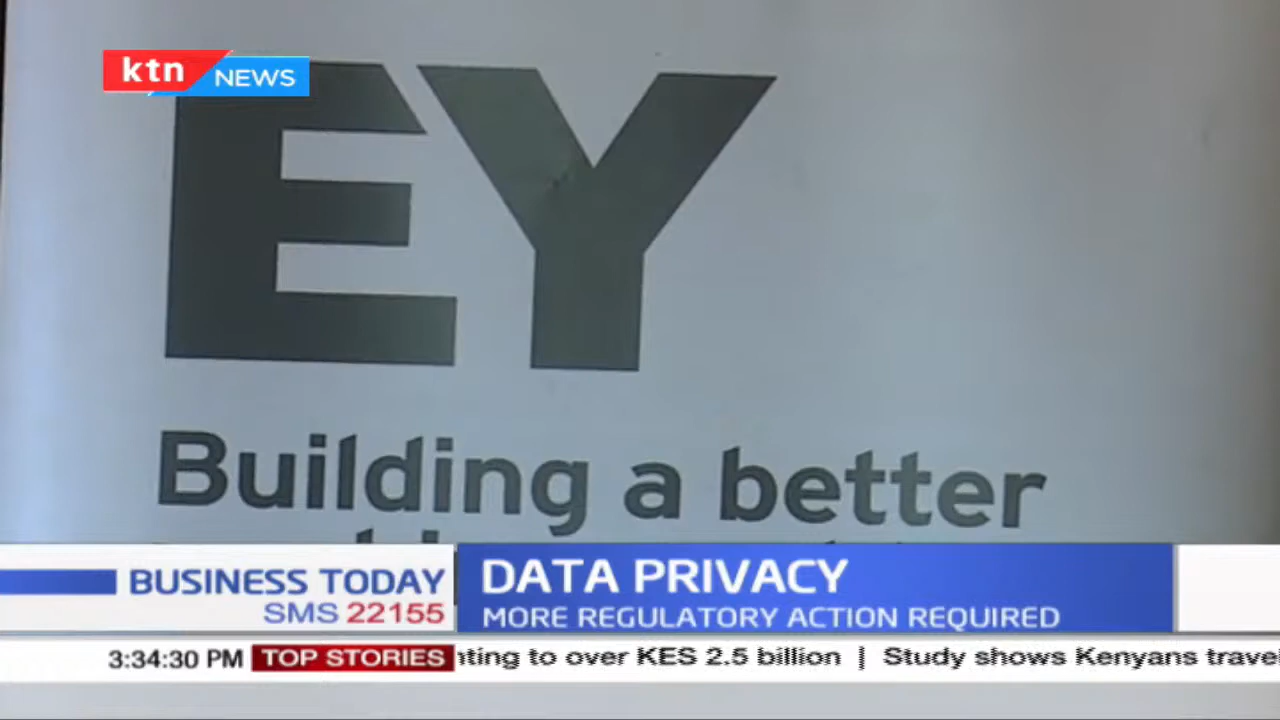 ktn NEWS
EY
Building a better
BUSINESS TODAY
SMS 22155
DATA PRIVACY
MORE REGULATORY ACTION REQUIRED
3:34:30 PM TOP STORIES nting to over KES 2.5 billion | Study shows Kenyans travel